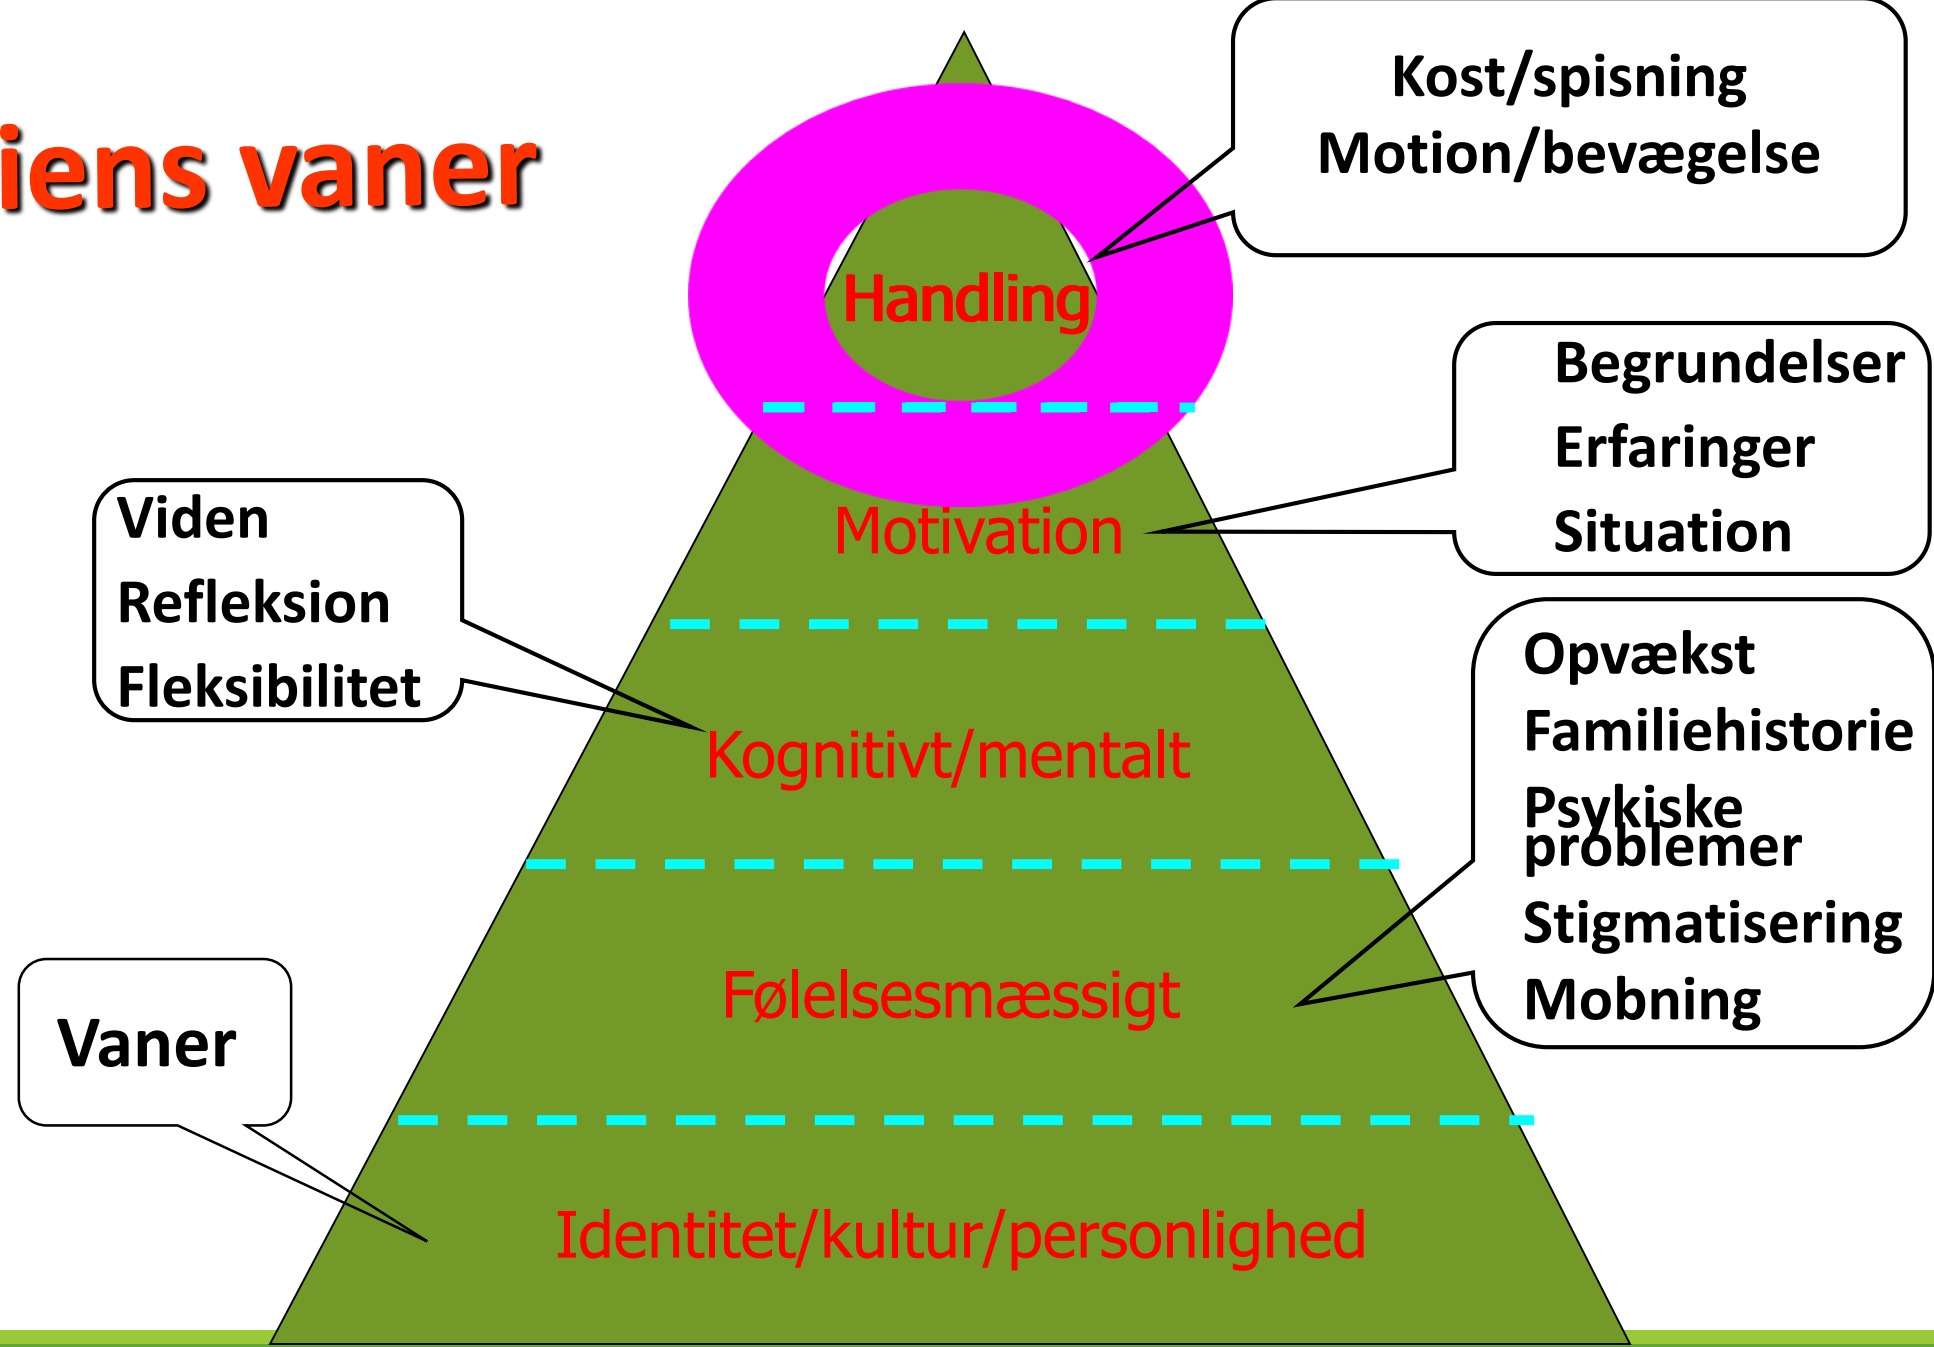 iens vaner
Kost/spisning
Motion/bevægelse
Handling
Begrundelser
Erfaringer
Situation
Motivation
Viden
Refleksion
Fleksibilitet
Kognitivt/mentalt
Opvækst
Familiehistorie
Psykiske
problemer
Stigmatisering
Mobning
Følelsesmæssigt
Vaner
Identitet/kultur/personlighed